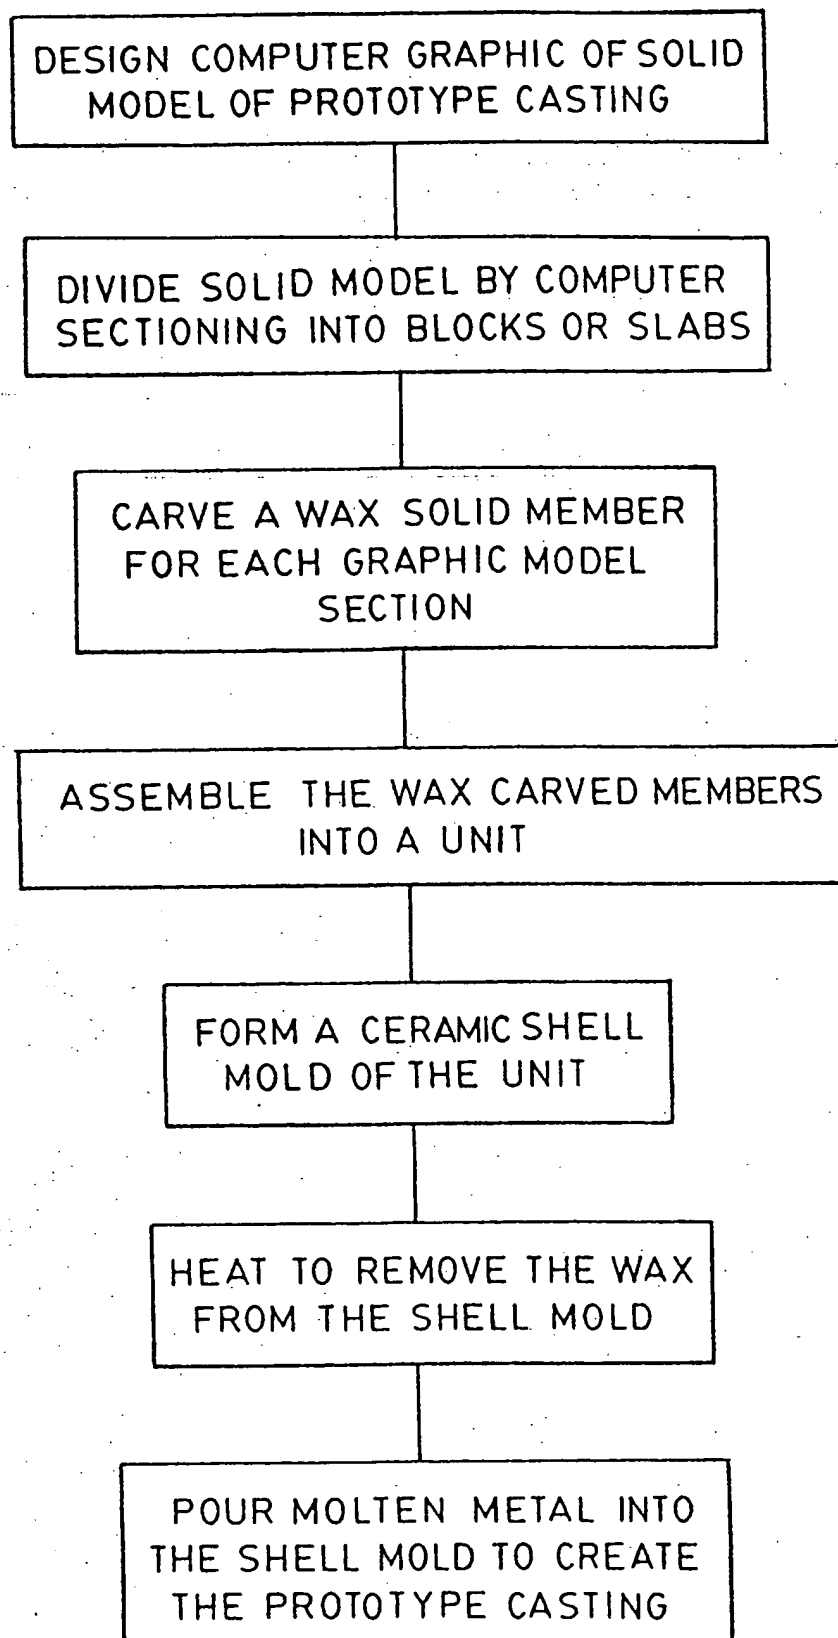 DESIGN COMPUTER GRAPHIC OF SOLID
MODEL OF PROTOTYPE CASTING
DIVIDE SOLID MODEL BY COMPUTER
SECTIONING INTO BLOCKS OR SLABS
CARVE A WAX SOLID MEMBER
FOR EACH GRAPHIC MODEL
SECTION
ASSEMBLE THE WAX CARVED MEMBERS
INTO A UNIT
FORM A CERAMIC SHELL
MOLD OF THE UNIT
HEAT TO REMOVE THE WAX
FROM THE SHELL MOLD
POUR MOLTEN METAL INTO
THE SHELL MOLD TO CREATE
THE PROTOTYPE CASTING